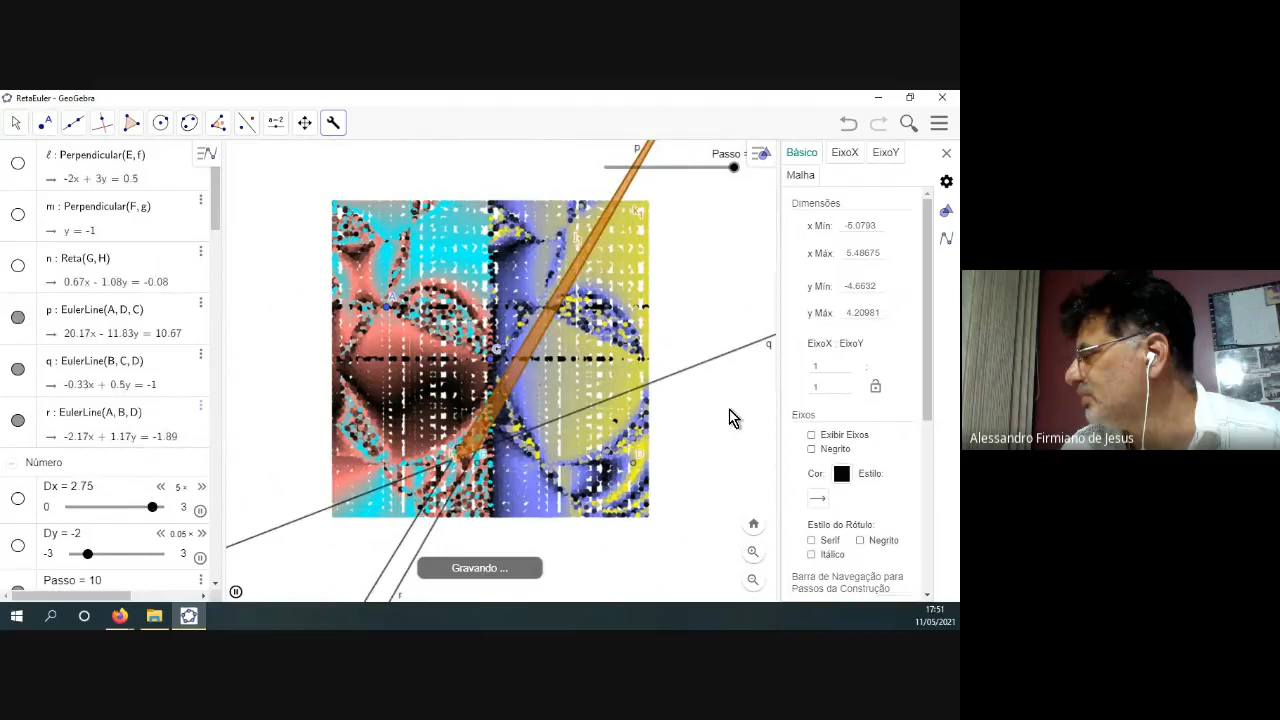 RetaEuler - GeoGebra
a=2
ℓ : Perpendicular(E,f)
→ -2x + 3y = 0.5
m : Perpendicular(F,g)
→ y = -1
n : Reta(G,H)
→ 0.67x - 1.08y = -0.08
p : EulerLine(A, D, C)
→ 20.17x - 11.83y = 10.67
q : EulerLine(B, C, D)
→ -0.33x + 0.5y = -1
r : EulerLine(A, B, D)
→ -2.17x + 1.17y = -1.89
Número
Dx = 2.75
5 ×
0
3
Dy = -2
0.05 ×
-3
3
Passo = 10
p
Passo =
A
C
D
q
r
Gravando ...
Básico
EixoX
EixoY
Malha
Dimensões
x Mín:
-5.0793
x Máx:
5.48675
y Mín:
-4.6632
y Máx:
4.20981
EixoX : EixoY
1
:
1
Eixos
Exibir Eixos
Negrito
Cor:
Estilo:
Estilo do Rótulo:
Serif
Negrito
Itálico
Barra de Navegação para
Passos da Construção
17:51
11/05/2021
Alessandro Firmiano de Jesus